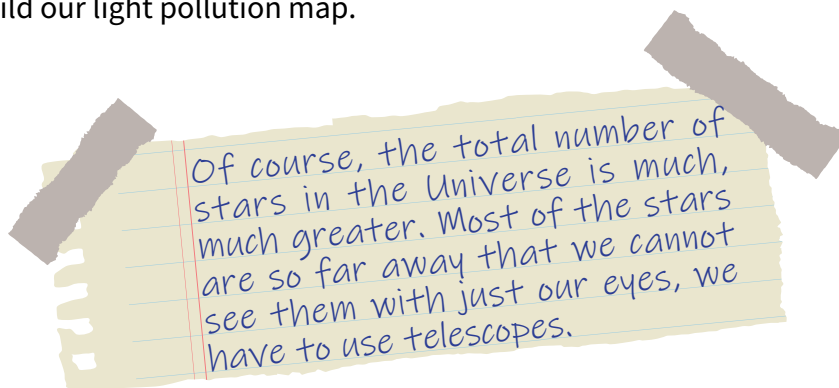 ild our light pollution map.
Of course, the total number of
stars in the Universe is much,
much greater. Most of the stars
are so far away that we cannot
see them with just our eyes, we
have to use telescopes.